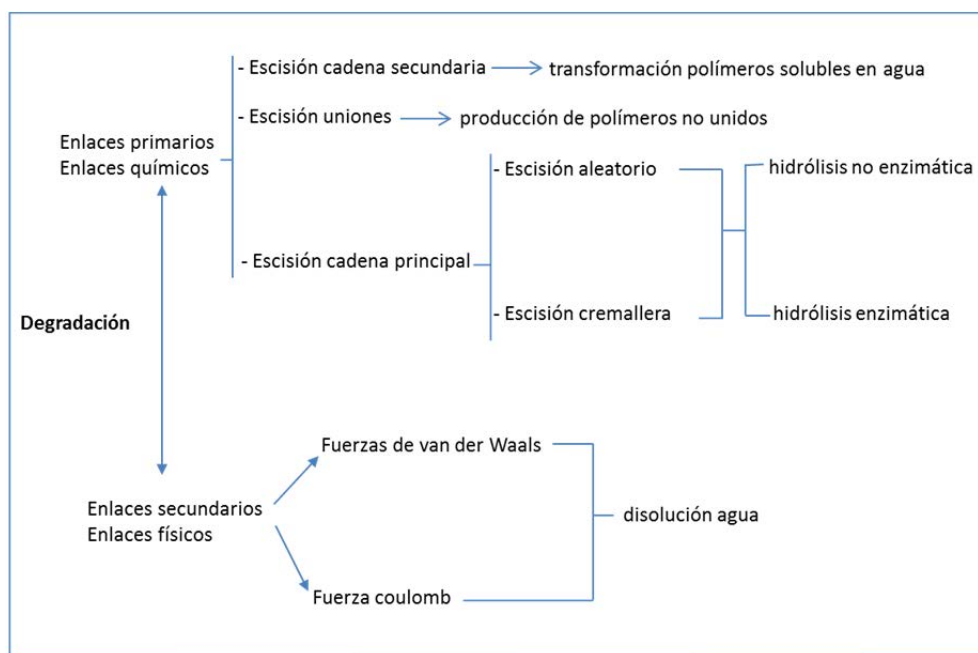 - Escisión cadena secundaria
transformación polímeros solubles en agua
- Escisión uniones
producción de polímeros no unidos
Enlaces primarios
Enlaces químicos
- Escisión aleatorio
hidrólisis no enzimática
- Escisión cadena principal
- Escisión cremallera
hidrólisis enzimática
Degradación
Fuerzas de van der Waals
Enlaces secundarios
Enlaces físicos
disolución agua
Fuerza coulomb